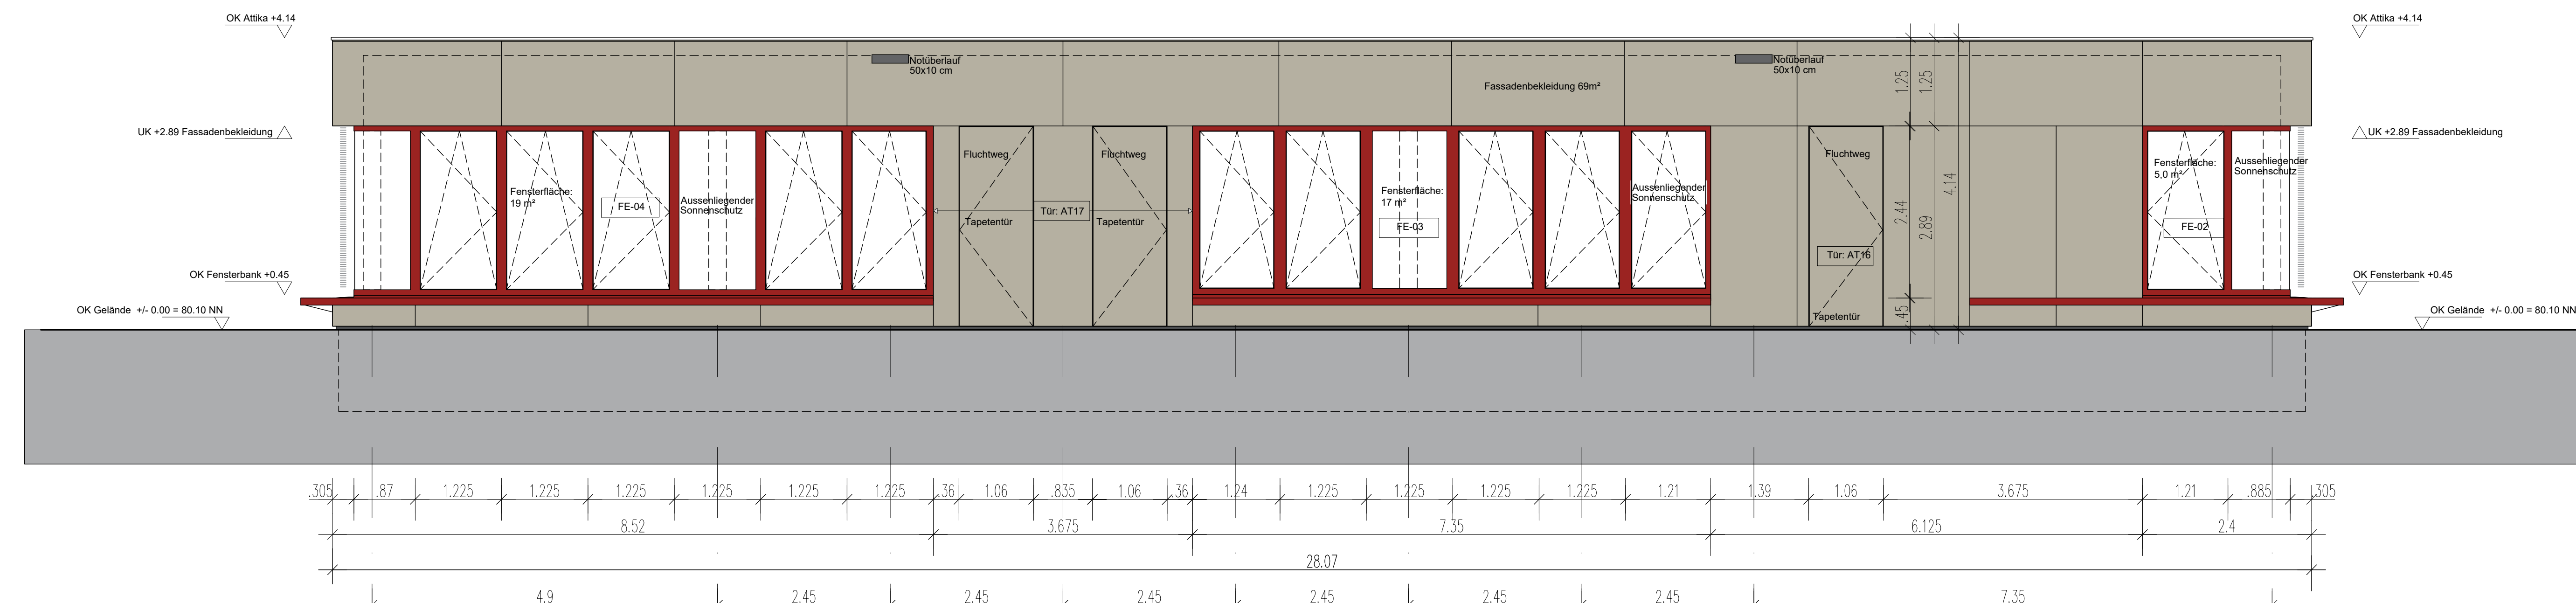 OK Attika +4.14
OK Attika +4.14
Notüberlauf
50x10 cm
Notüberlauf
50x10 cm
Fassadenbekleidung 69m²
1.25
1.25
UK +2.89 Fassadenbekleidung
UK +2.89 Fassadenbekleidung
Fluchtweg
Fluchtweg
Fluchtweg
Fensterfläche:
19 m²
FE-04
Aussenliegender
Sonnenschutz
Tür: AT17
Tapetentür
Tapetentür
Fensterfläche:
17 m²
FE-03
Aussenliegender
Sonnenschutz
Tür: AT16
Tapetentür
2.44
2.89
4.14
.45
Fensterfläche:
5,0 m²
FE-02
Aussenliegender
Sonnenschutz
OK Fensterbank +0.45
OK Fensterbank +0.45
OK Gelände +/- 0.00 = 80.10 NN
OK Gelände +/- 0.00 = 80.10 NN
.305 .87 1.225 1.225 1.225 1.225 1.225 1.225 .36 1.06 .835 1.06 .36 1.24 1.225 1.225 1.225 1.225 1.21 1.39 1.06 3.675 1.21 .885 .305
8.52 3.675 7.35 6.125 2.4
28.07
4.9 2.45 2.45 2.45 2.45 2.45 2.45 7.35